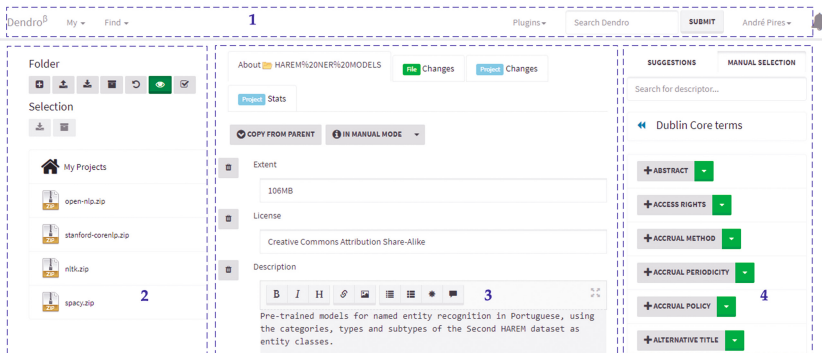 Dendroβ My Find 1 Plugins Search Dendro SUBMIT André Pires
Folder
Selection
My Projects
open-nlp.zip
stanford-corenlp.zip
nltk.zip
spacy.zip
2
About HAREM%20NER%20MODELS File Changes Project Changes
Project Stats
COPY FROM PARENT IN MANUAL MODE
Extent
106MB
License
Creative Commons Attribution Share-Alike
Description
B I H
3
Pre-trained models for named entity recognition in Portuguese, using
the categories, types and subtypes of the Second HAREM dataset as
entity classes.
SUGGESTIONS MANUAL SELECTION
Search for descriptor...
Dublin Core terms
ABSTRACT
ACCESS RIGHTS
ACCRUAL METHOD
ACCRUAL PERIODICITY
4
ACCRUAL POLICY
ALTERNATIVE TITLE